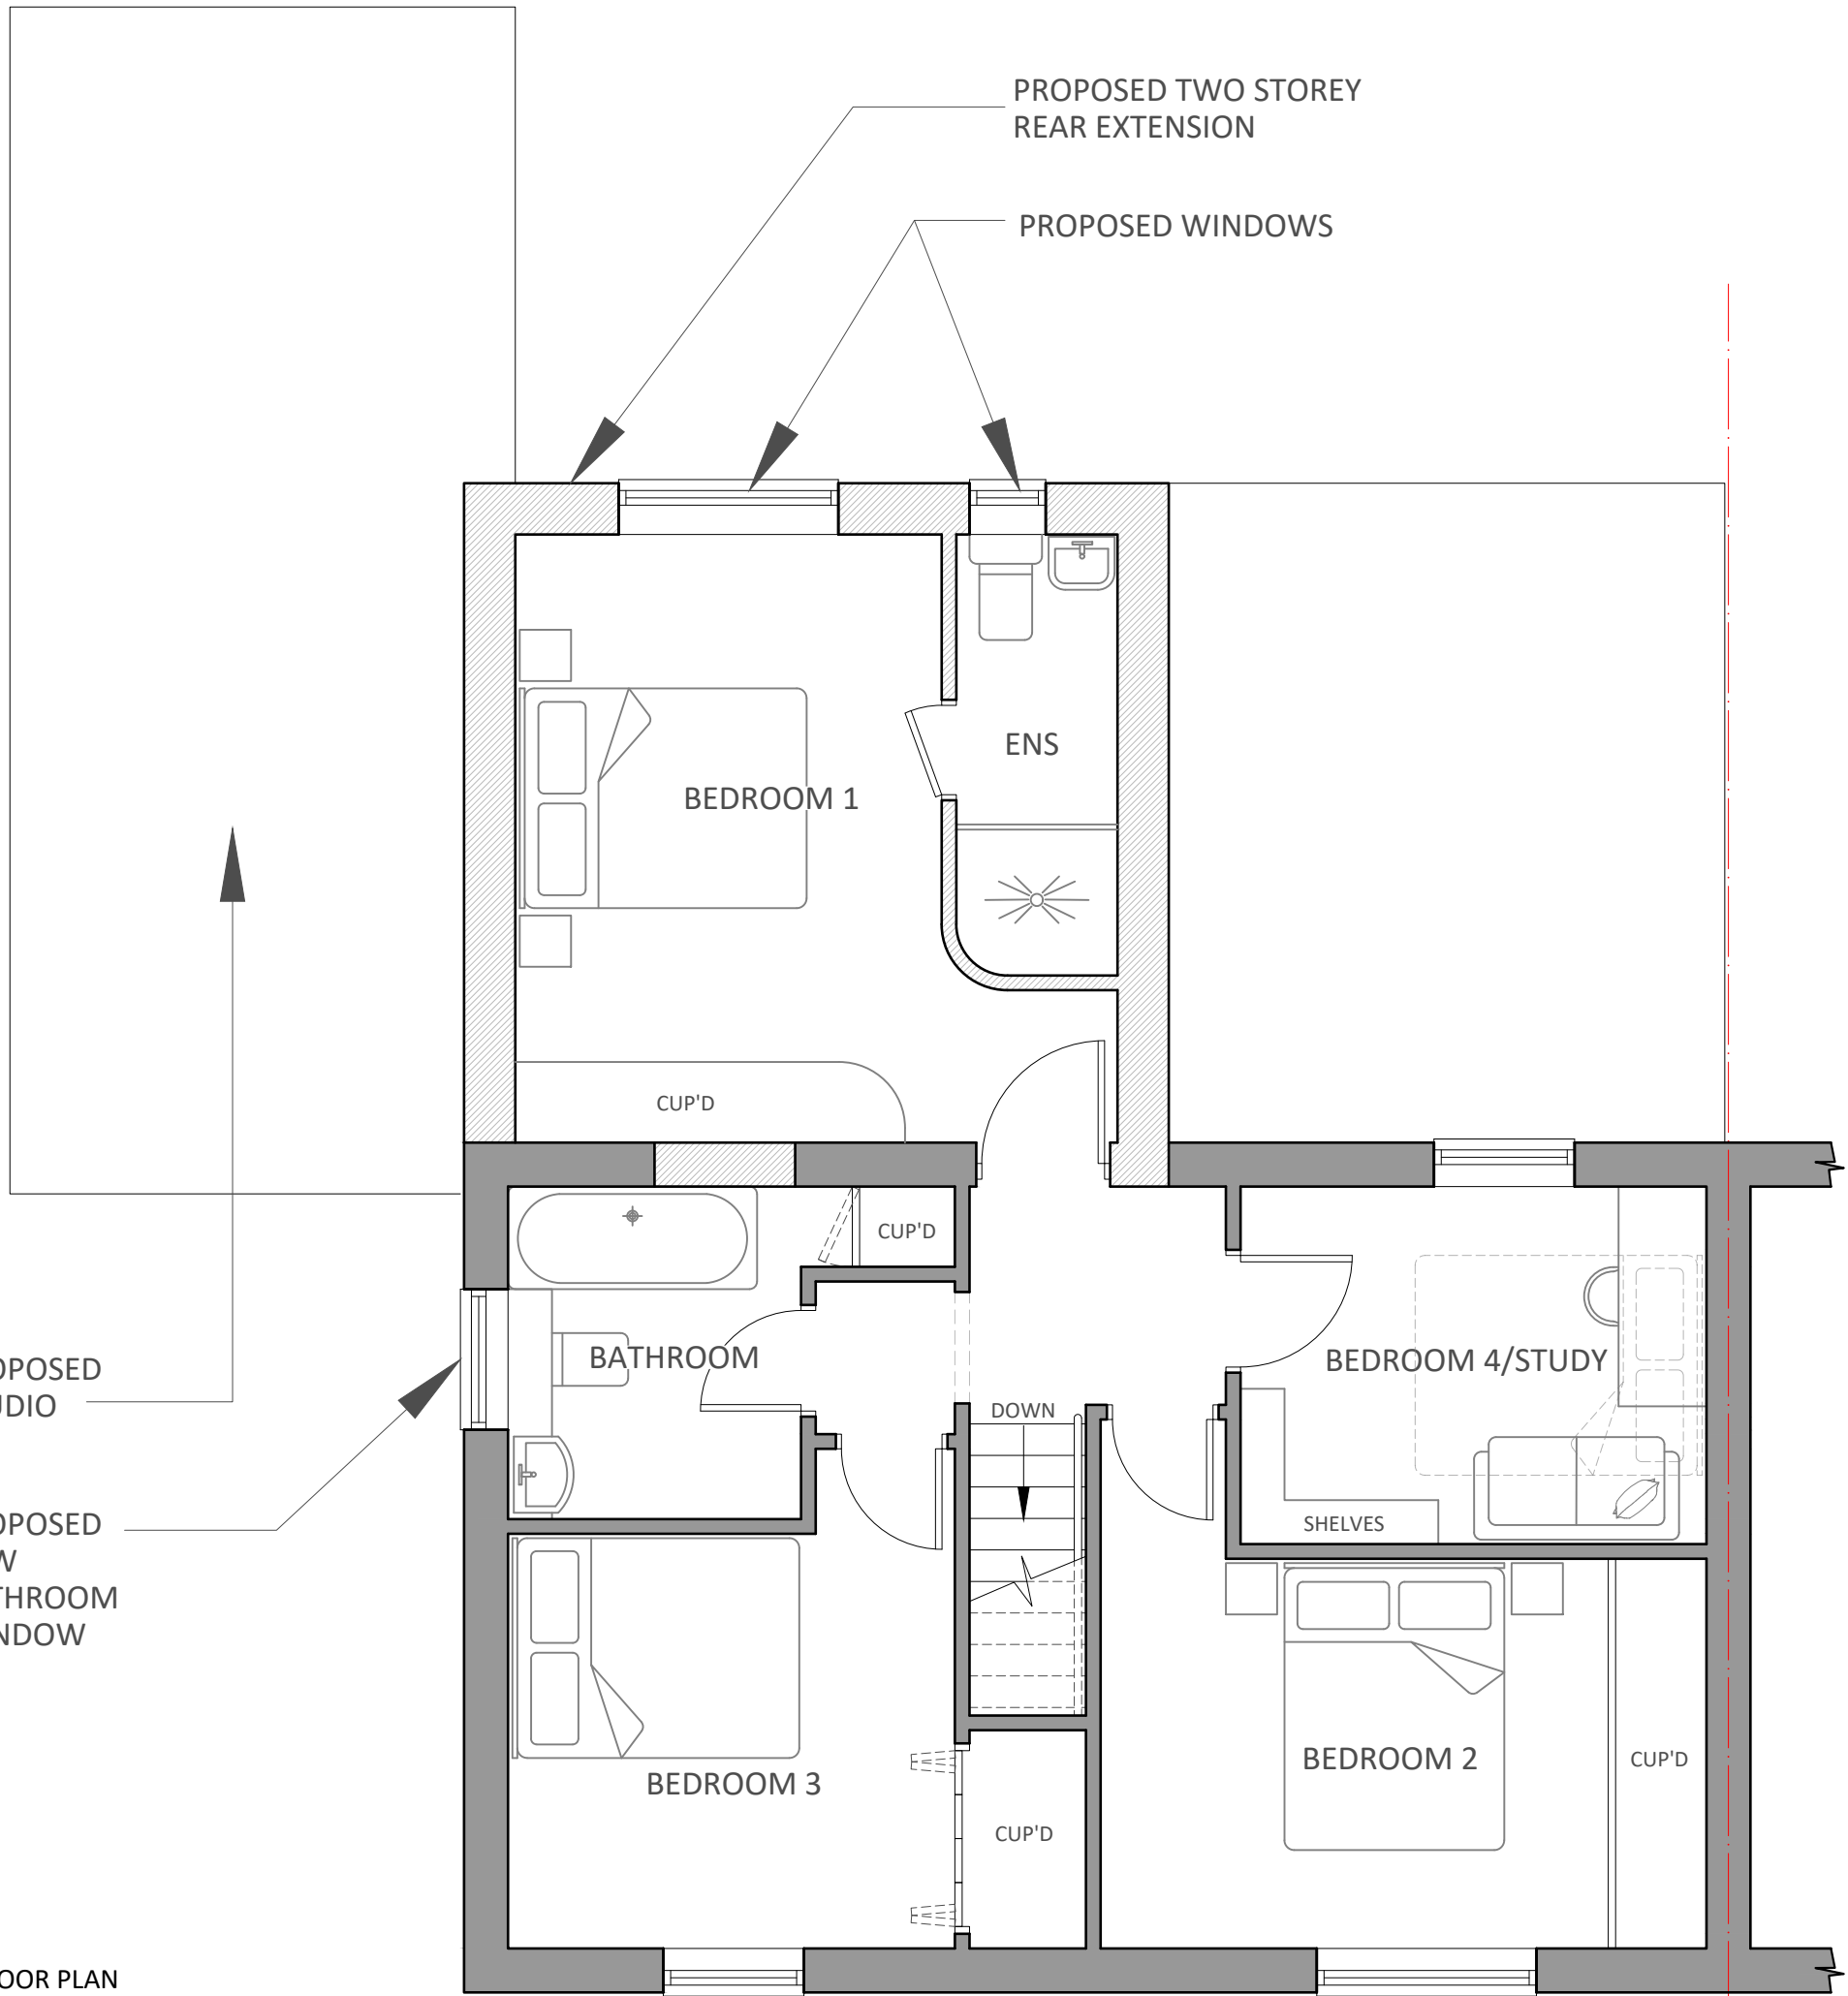 PROPOSED TWO STOREY
REAR EXTENSION
PROPOSED WINDOWS
ENS
BEDROOM 1
CUP'D
CUP'D
BATHROOM
BEDROOM 4/STUDY
OPOSED
UDIO
DOWN
OPOSED
W
THROOM
NDOW
SHELVES
BEDROOM 3
BEDROOM 2
CUP'D
CUP'D
OOR PLAN